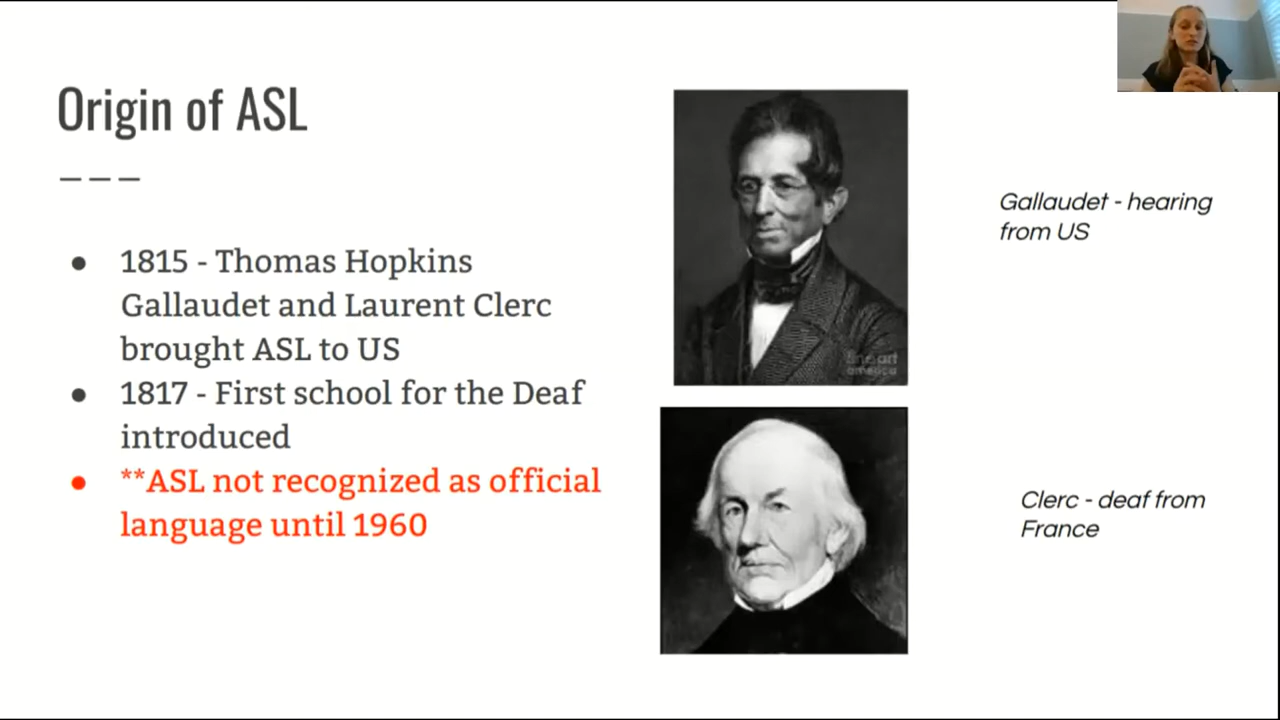 Origin of ASL
1815 - Thomas Hopkins
Gallaudet and Laurent Clerc
brought ASL to US
1817 - First school for the Deaf
introduced
**ASL not recognized as official
language until 1960
fine art
america
Gallaudet - hearing
from US
Clerc - deaf from
France